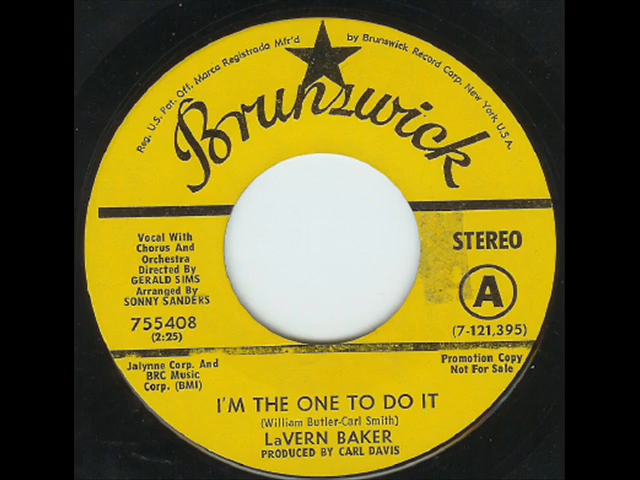 Reg. U.S. Pat. Off. Marca Registrada Mfr'd by Brunswick Record Corp. New York, U.S.A.
Brunswick
Vocal With
Chorus And
Orchestra
Directed By
GERALD SIMS
Arranged By
SONNY SANDERS
755408
(2:25)
Jalynne Corp. And
BRC Music
Corp. (BMI)
STEREO
A
(7-121,395)
Promotion Copy
Not For Sale
I'M THE ONE TO DO IT
(William Butler-Carl Smith)
LaVERN BAKER
PRODUCED BY CARL DAVIS